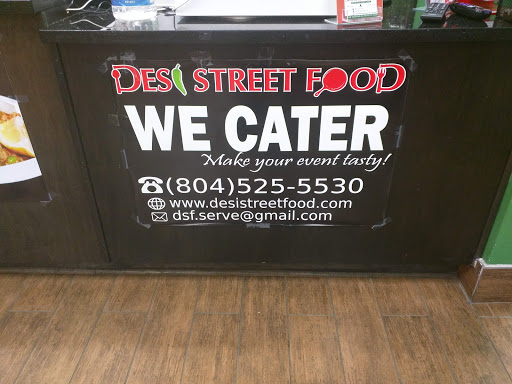 DESI STREET FOOD
WE CATER
Make your event tasty!
(804)525-5530
www.desistreetfood.com
dsf.serve@gmail.com